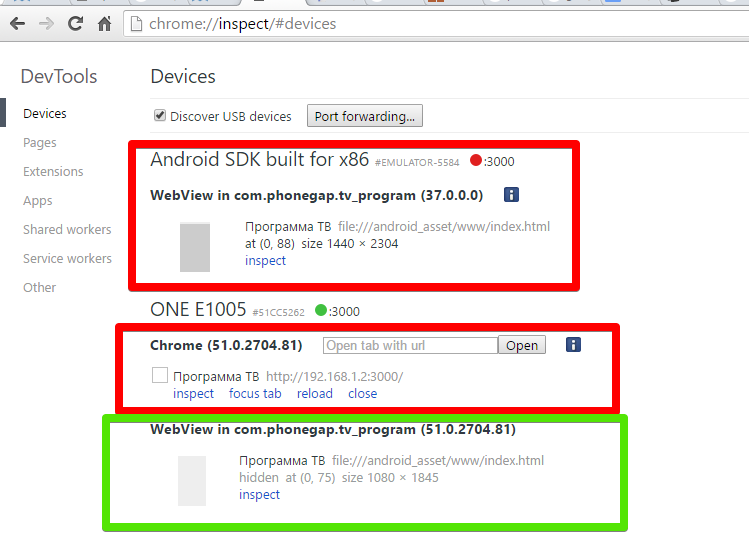 chrome://inspect/#devices
DevTools
Devices
Pages
Extensions
Apps
Shared workers
Service workers
Other
Devices
Discover USB devices Port forwarding...
Android SDK built for x86 #EMULATOR-5584 :3000
WebView in com.phonegap.tv_program (37.0.0.0)
Программа ТВ file:///android_asset/www/index.html
at (0, 88) size 1440 × 2304
inspect
ONE E1005 #51CC5262 :3000
Chrome (51.0.2704.81) Open tab with url Open
Программа ТВ http://192.168.1.2:3000/
inspect focus tab reload close
WebView in com.phonegap.tv_program (51.0.2704.81)
Программа ТВ file:///android_asset/www/index.html
hidden at (0, 75) size 1080 × 1845
inspect